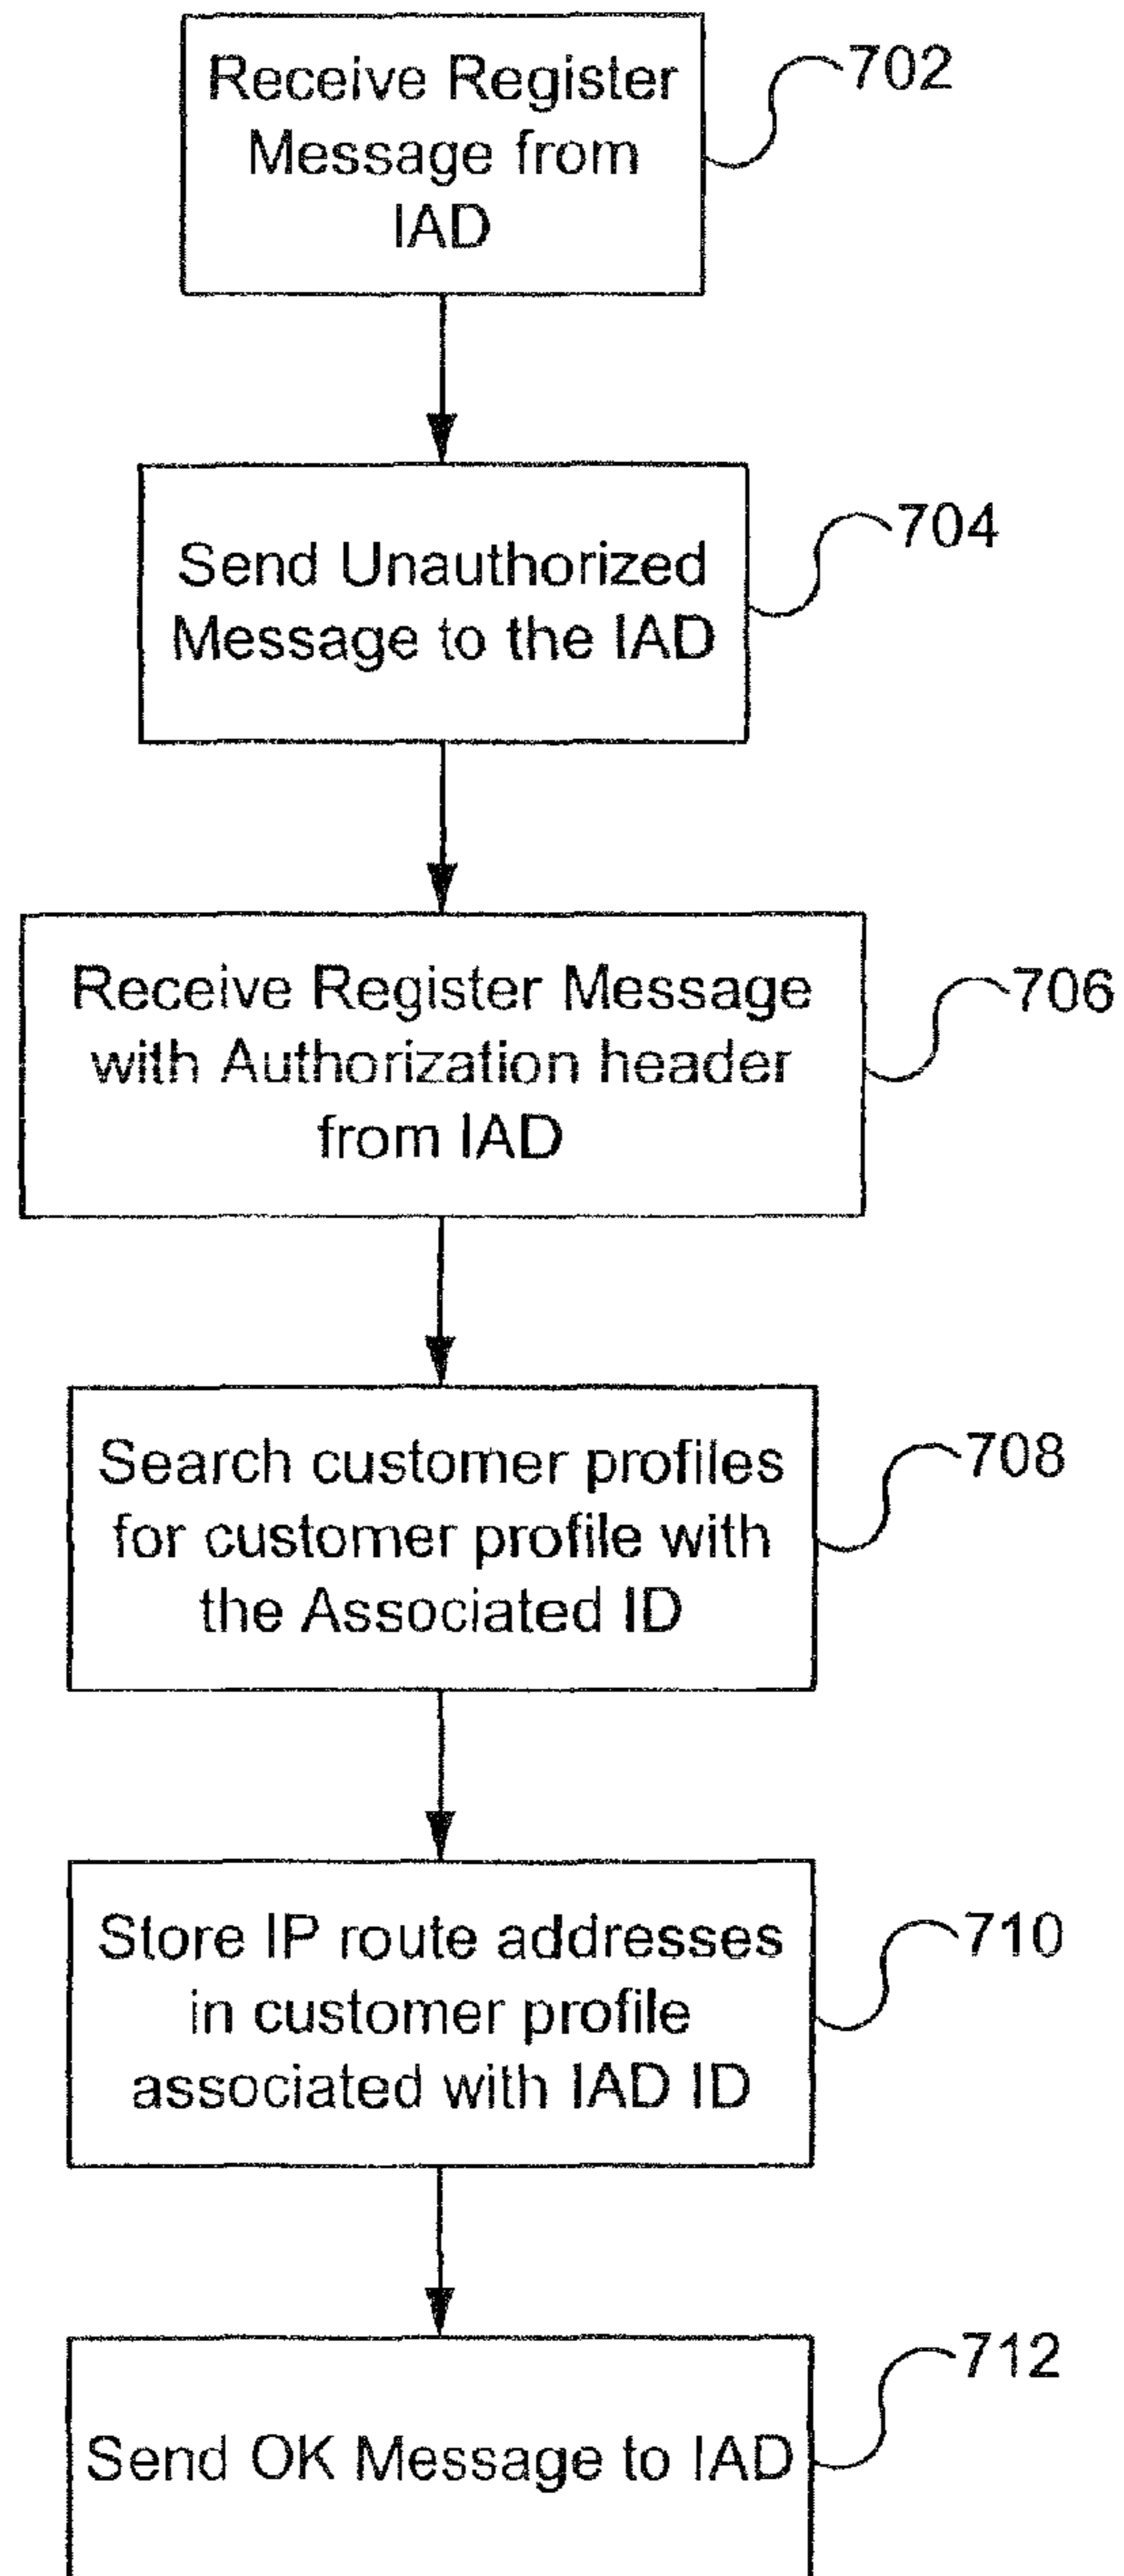 Receive Register
Message from
IAD
702
Send Unauthorized
Message to the IAD
704
Receive Register Message
with Authorization header
from IAD
706
Search customer profiles
for customer profile with
the Associated ID
708
Store IP route addresses
in customer profile
associated with IAD ID
710
Send OK Message to IAD
712